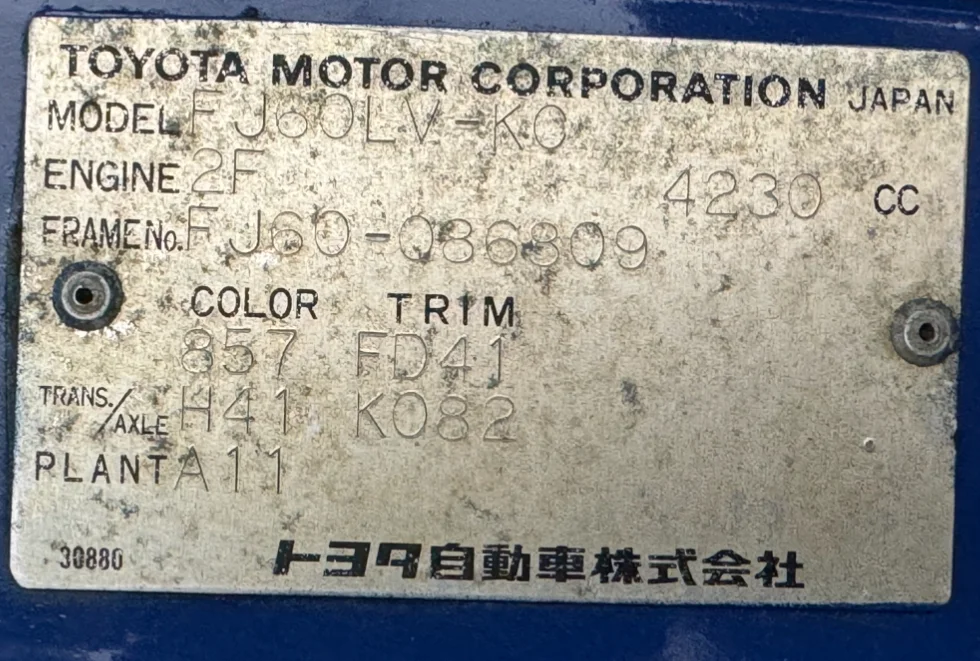 TOYOTA MOTOR CORPORATION JAPAN
MODEL FJ60LV-KO
ENGINE 2F 4230 CC
FRAME No. FJ60-086809
COLOR TRIM
857 FD41
TRANS./AXLE H41 K082
PLANT A11
30880 トヨタ自動車株式会社